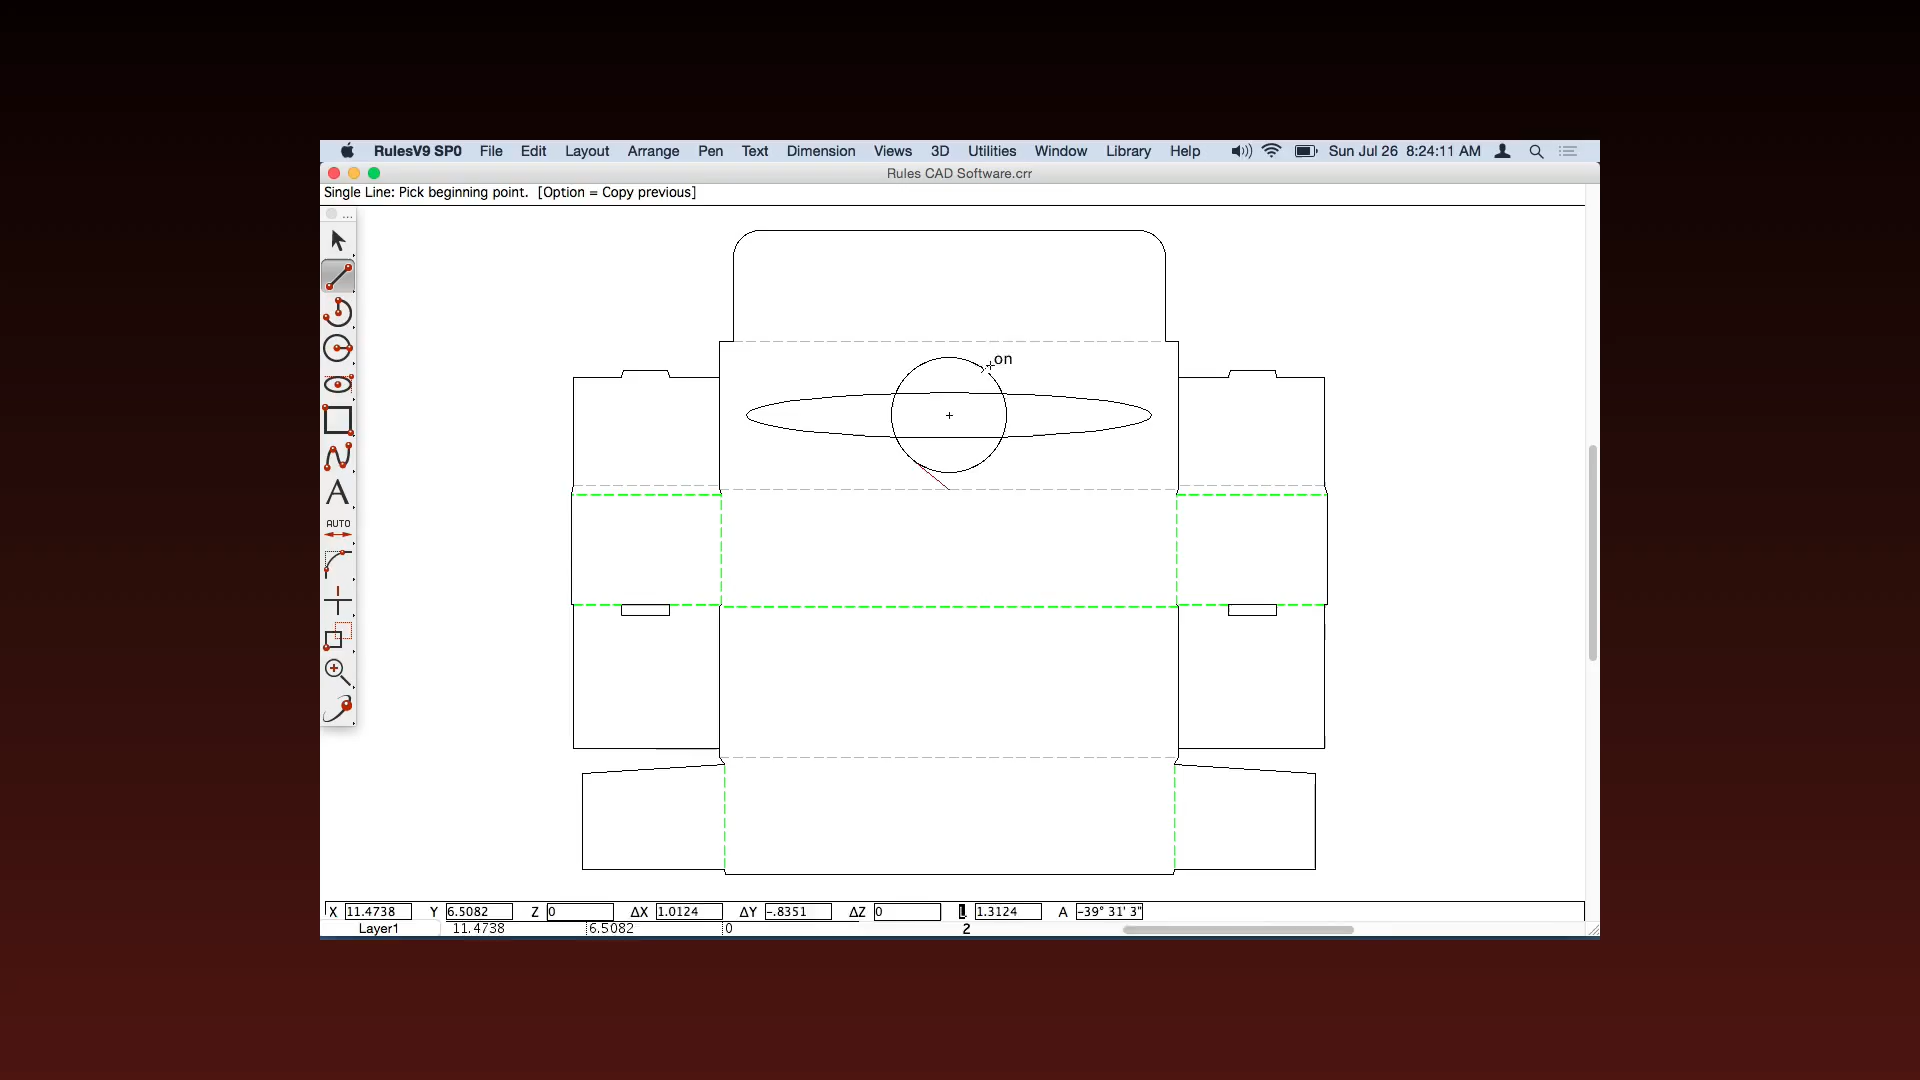 RulesV9 SP0 File Edit Layout Arrange Pen Text Dimension Views 3D Utilities Window Library Help Sun Jul 26 8:24:11 AM
Rules CAD Software.crr
Single Line: Pick beginning point. [Option = Copy previous]
...
on
A
AUTO
X 11.4738 Y 6.5082 Z 0 ΔX 1.0124 ΔY -.8351 ΔZ 0 L 1.3124 A -39° 31' 3"
Layer1 11.4738 6.5082 0 2